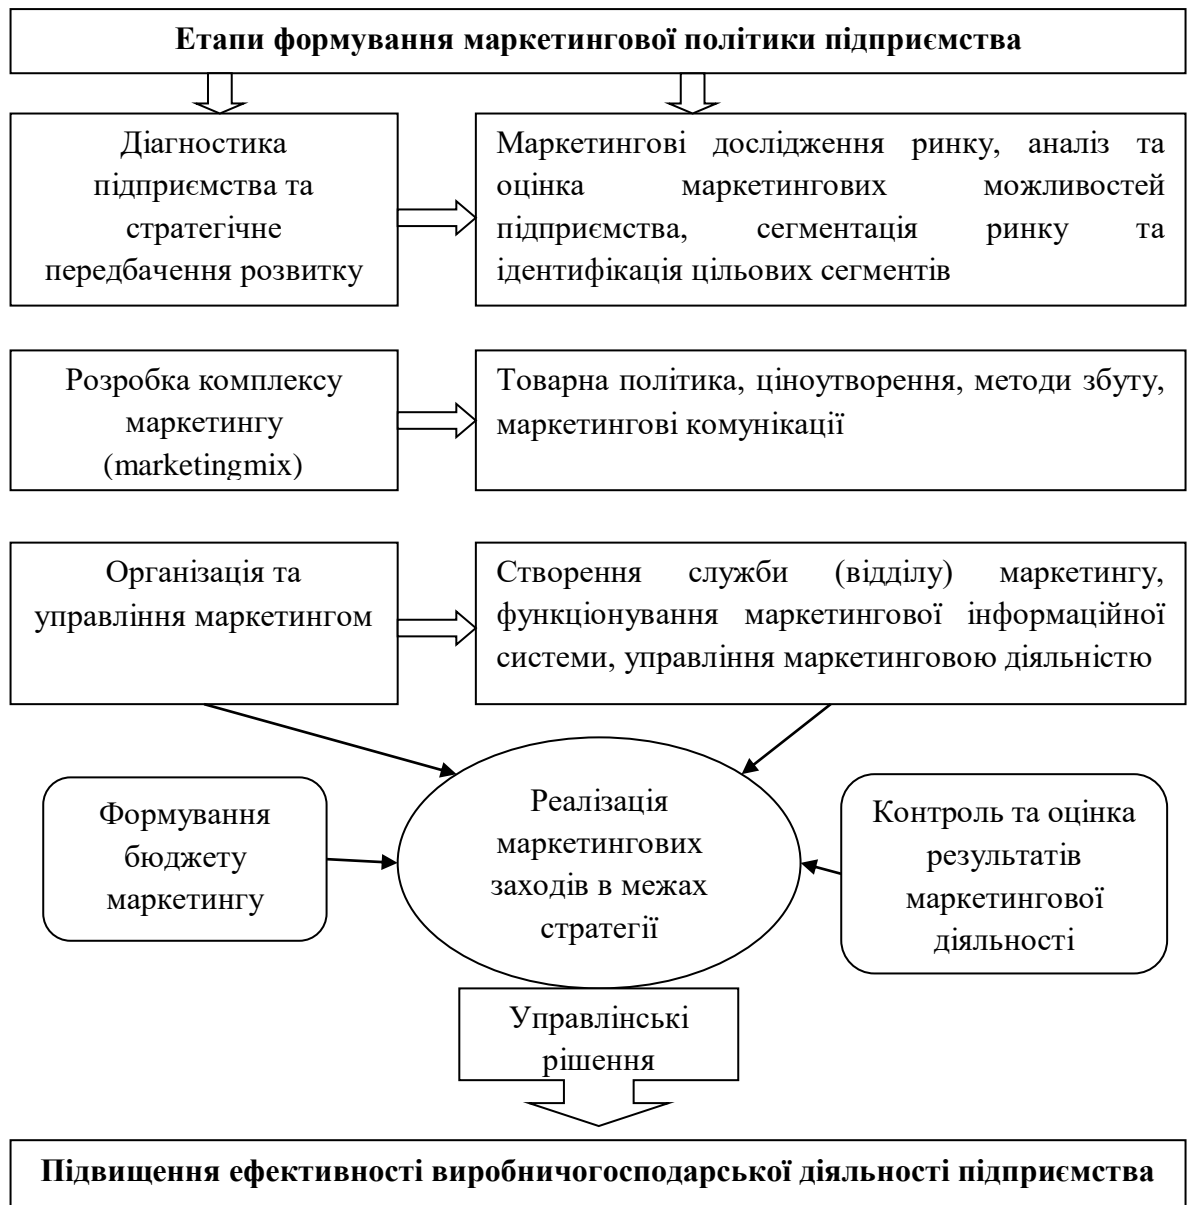 Етапи формування маркетингової політики підприємства
Діагностика
підприємства та
стратегічне
передбачення розвитку
Маркетингові дослідження ринку, аналіз та
оцінка маркетингових можливостей
підприємства, сегментація ринку та
ідентифікація цільових сегментів
Розробка комплексу
маркетингу
(marketingmix)
Товарна політика, ціноутворення, методи збуту,
маркетингові комунікації
Організація та
управління маркетингом
Створення служби (відділу) маркетингу,
функціонування маркетингової інформаційної
системи, управління маркетинговою діяльністю
Формування
бюджету
маркетингу
Реалізація
маркетингових
заходів в межах
стратегії
Контроль та оцінка
результатів
маркетингової
діяльності
Управлінські
рішення
Підвищення ефективності виробничогосподарської діяльності підприємства